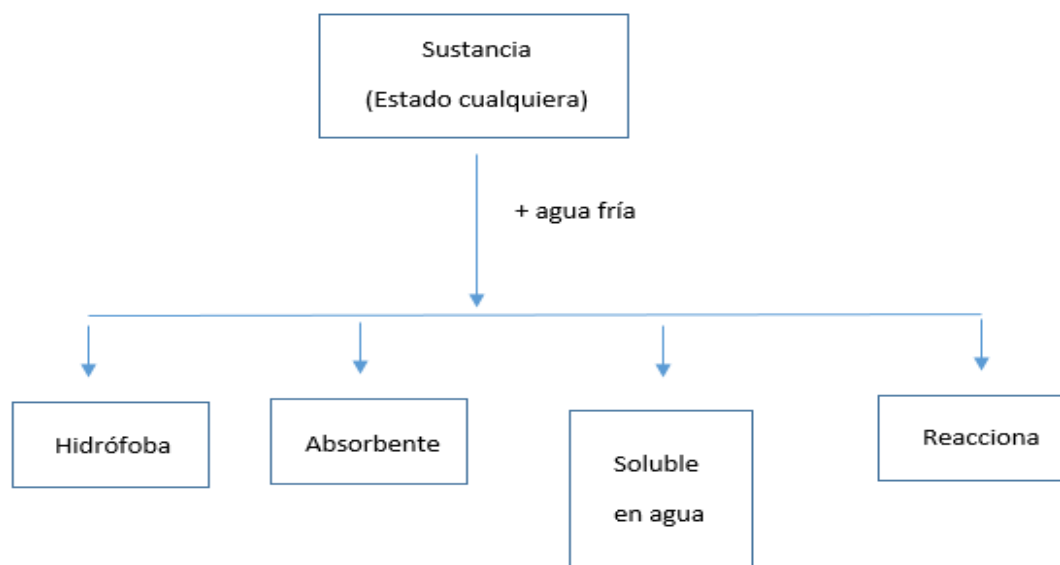 Sustancia
(Estado cualquiera)
+ agua fría
Hidrófoba
Absorbente
Soluble
en agua
Reacciona